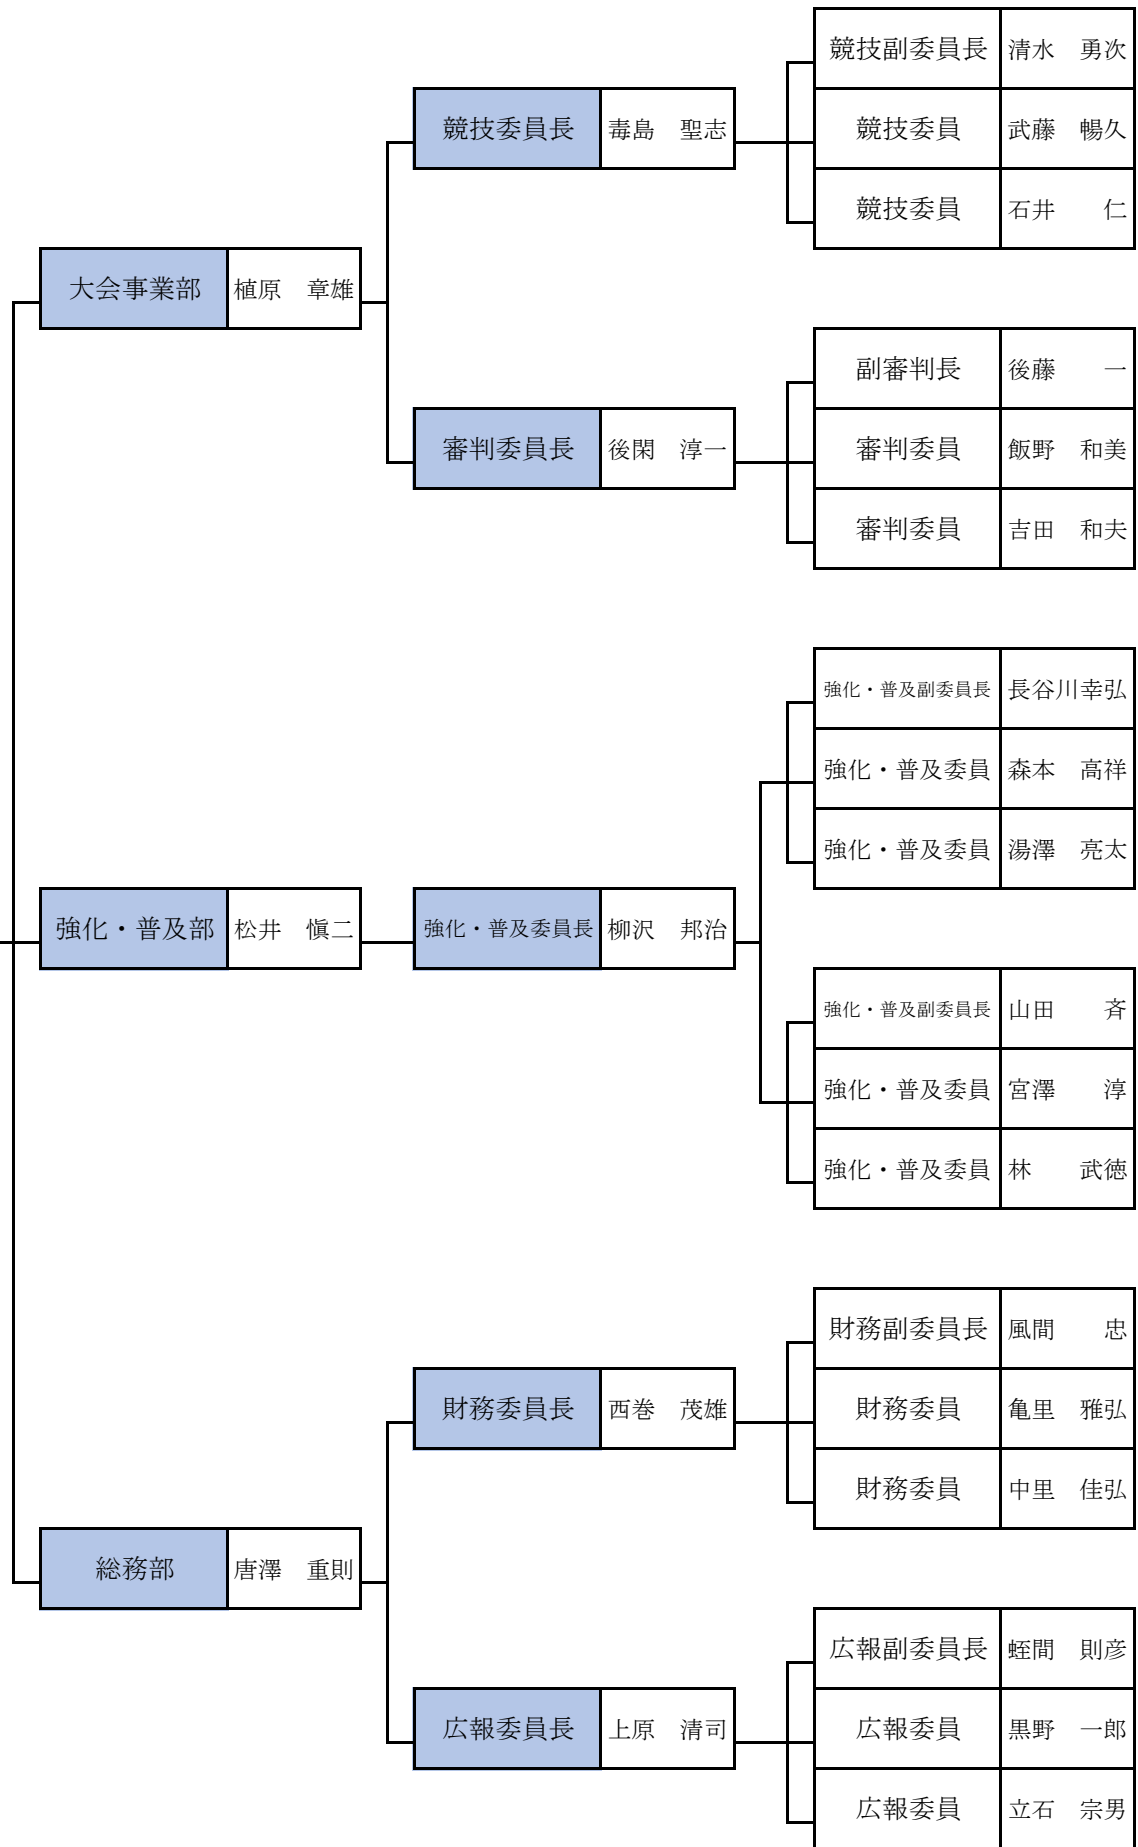 競技副委員長 清水　勇次
競技委員長 毒島　聖志
競技委員 武藤　暢久
競技委員 石井　　仁
大会事業部 植原　章雄
副審判長 後藤　　一
審判委員長 後閑　淳一
審判委員 飯野　和美
審判委員 吉田　和夫
強化・普及副委員長 長谷川幸弘
強化・普及委員 森本　高祥
強化・普及委員 湯澤　亮太
強化・普及部 松井　愼二
強化・普及委員長 柳沢　邦治
強化・普及副委員長 山田　　斉
強化・普及委員 宮澤　　淳
強化・普及委員 林　　武徳
財務副委員長 風間　　忠
財務委員長 西巻　茂雄
財務委員 亀里　雅弘
財務委員 中里　佳弘
総務部 唐澤　重則
広報副委員長 蛭間　則彦
広報委員長 上原　清司
広報委員 黒野　一郎
広報委員 立石　宗男